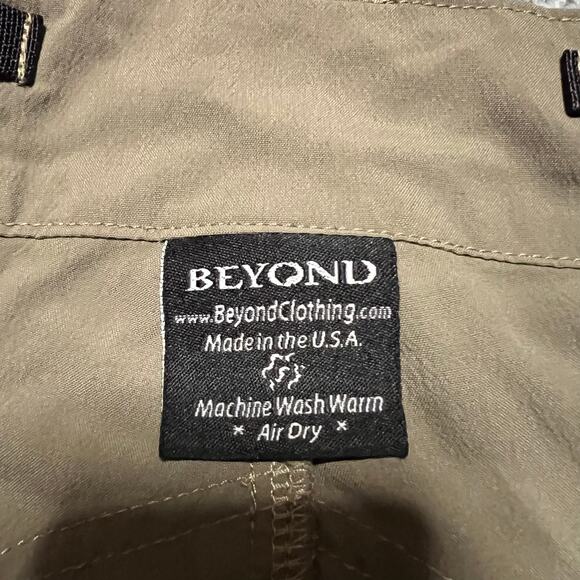 BEYOND
www.BeyondClothing.com
Made in the U.S.A.
Machine Wash Warm
* Air Dry *